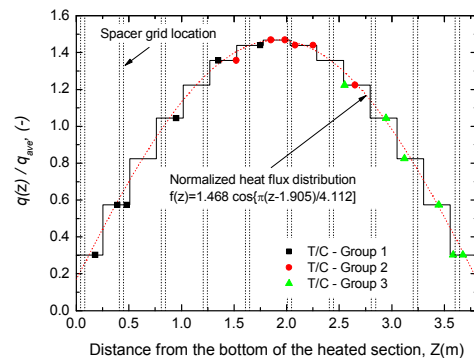 q(z) / q_ave, (-)
1.6
1.4
1.2
1.0
0.8
0.6
0.4
0.2
0.0
Spacer grid location
Normalized heat flux distribution
f(z)=1.468 cos{π(z-1.905)/4.112]
T/C - Group 1
T/C - Group 2
T/C - Group 3
0.0 0.5 1.0 1.5 2.0 2.5 3.0 3.5
Distance from the bottom of the heated section, Z(m)